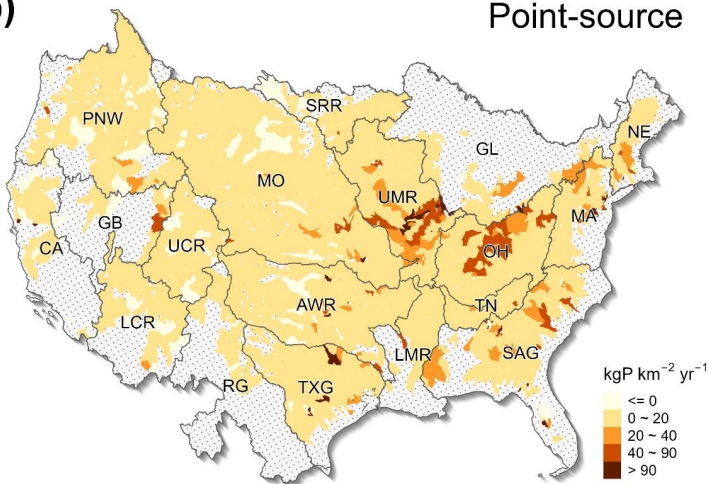 )
Point-source
PNW
SRR
GL
NE
MO
UMR
MA
GB
UCR
OH
CA
AWR
TN
LCR
LMR
SAG
RG
TXG
kgP km⁻² yr⁻¹
<= 0
0 ~ 20
20 ~ 40
40 ~ 90
> 90